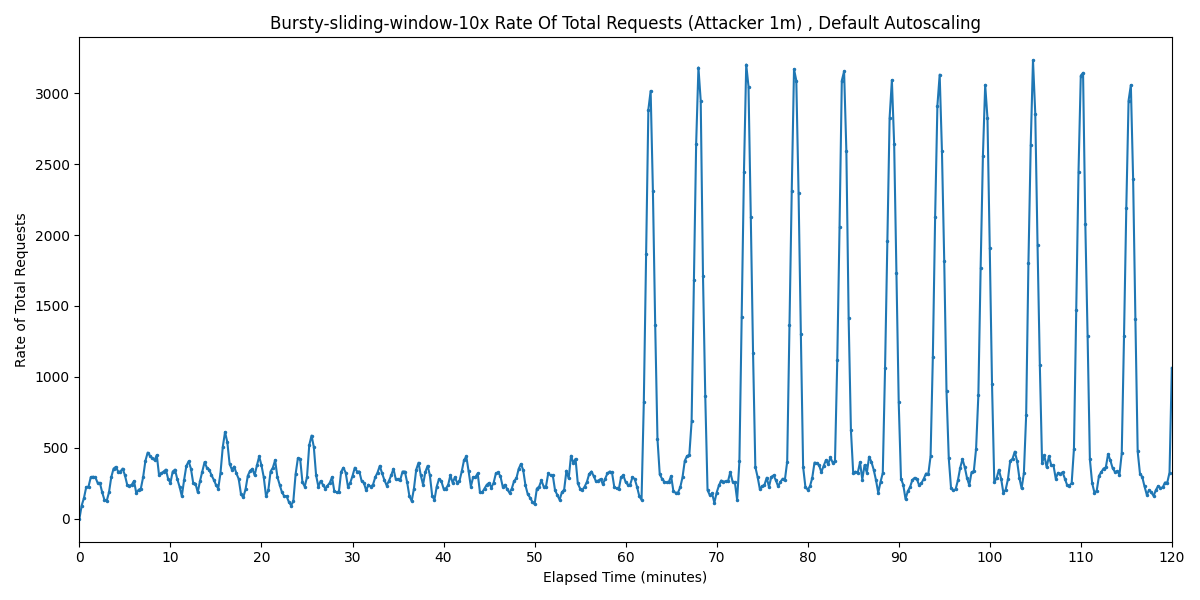 Bursty-sliding-window-10x Rate Of Total Requests (Attacker 1m) , Default Autoscaling
Rate of Total Requests
3000
2500
2000
1500
1000
500
0
0 10 20 30 40 50 60 70 80 90 100 110 120
Elapsed Time (minutes)